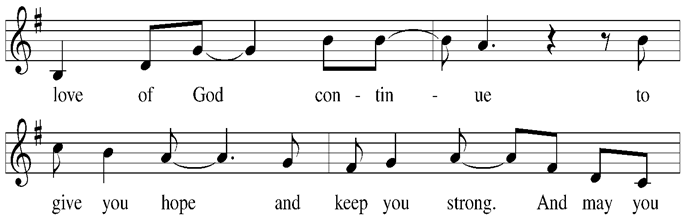 love of God con - tin - ue to
give you hope and keep you strong. And may you